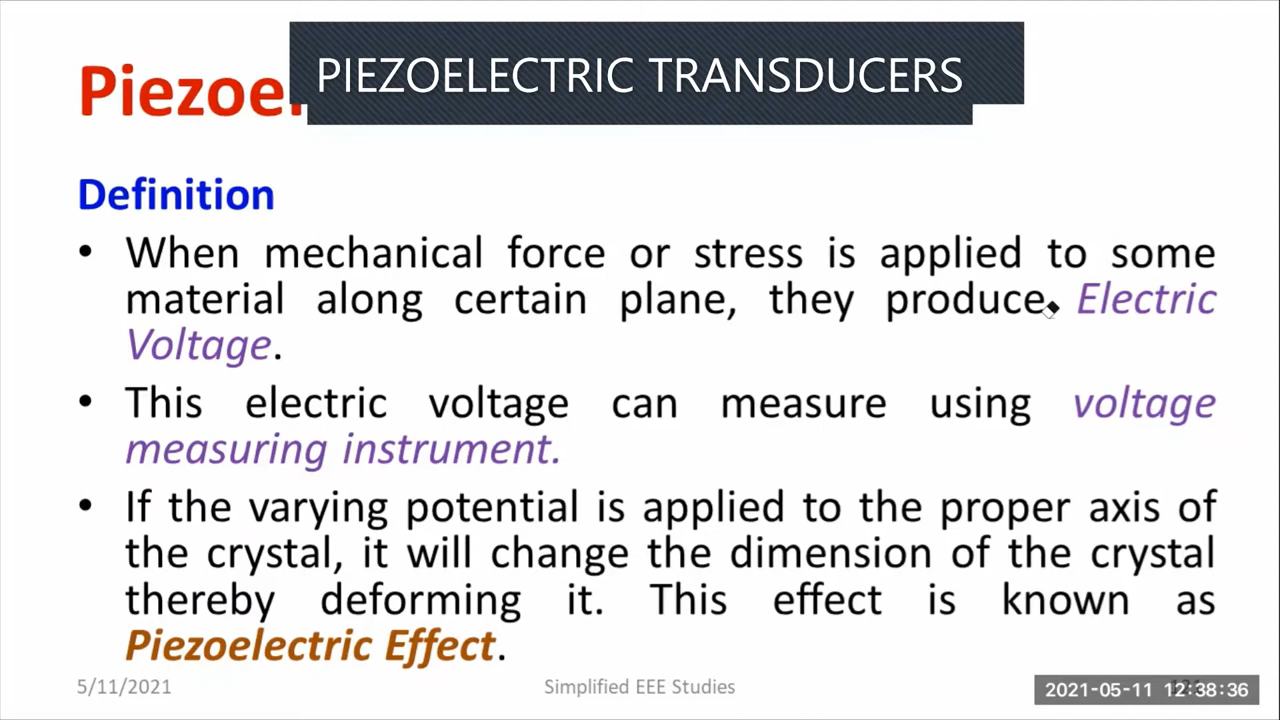 PIEZOELECTRIC TRANSDUCERS
Definition
• When mechanical force or stress is applied to some
material along certain plane, they produce Electric
Voltage.
• This electric voltage can measure using voltage
measuring instrument.
• If the varying potential is applied to the proper axis of
the crystal, it will change the dimension of the crystal
thereby deforming it. This effect is known as
Piezoelectric Effect.
5/11/2021
Simplified EEE Studies
2021-05-11 12:38:36